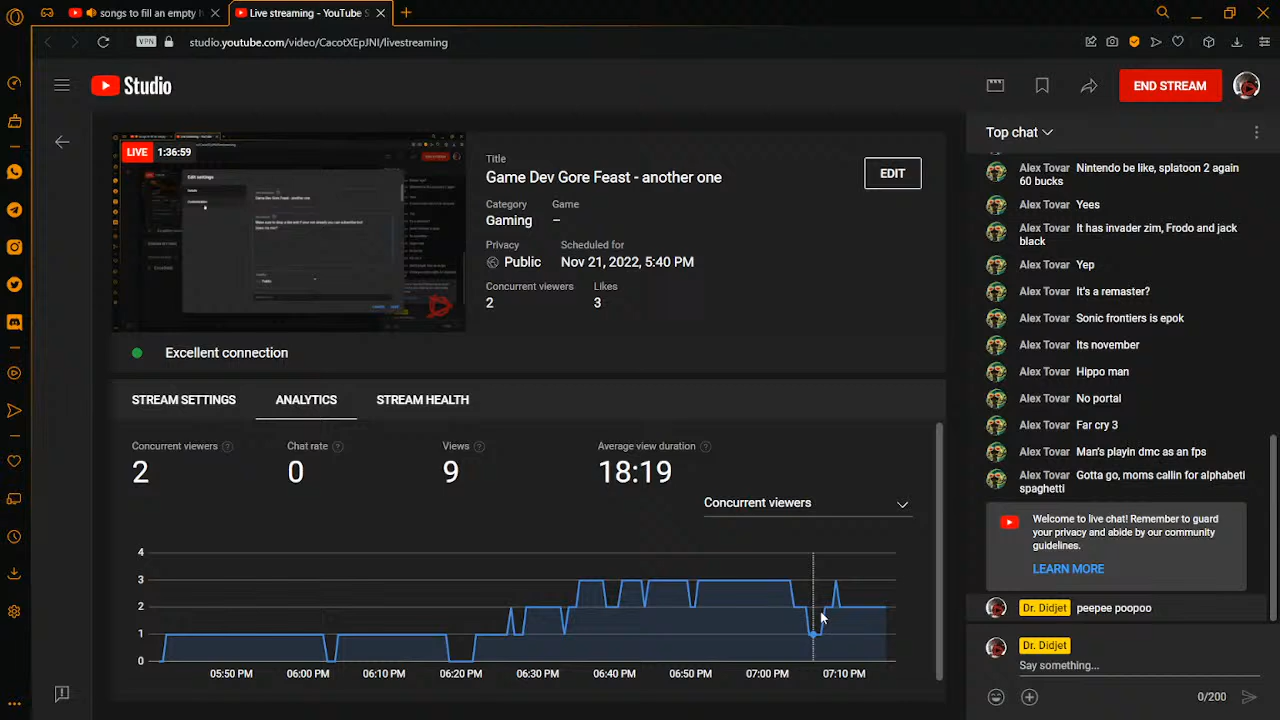 songs to fill an empty h
Live streaming - YouTube S
VPN
studio.youtube.com/video/CacotXEpJNI/livestreaming
Studio
END STREAM
LIVE 1:36:59
Edit settings
Game Dev Gore Feast - another one
Title
Game Dev Gore Feast - another one
EDIT
Category Game
Gaming –
Privacy Scheduled for
Public Nov 21, 2022, 5:40 PM
Concurrent viewers Likes
2 3
Excellent connection
STREAM SETTINGS ANALYTICS STREAM HEALTH
Concurrent viewers Chat rate Views Average view duration
2 0 9 18:19
Concurrent viewers
4
3
2
1
0
05:50 PM 06:00 PM 06:10 PM 06:20 PM 06:30 PM 06:40 PM 06:50 PM 07:00 PM 07:10 PM
Top chat
Alex Tovar Nintendo be like, splatoon 2 again
60 bucks
Alex Tovar Yees
Alex Tovar It has invader zim, Frodo and jack
black
Alex Tovar Yep
Alex Tovar It's a remaster?
Alex Tovar Sonic frontiers is epok
Alex Tovar Its november
Alex Tovar Hippo man
Alex Tovar No portal
Alex Tovar Far cry 3
Alex Tovar Man's playin dmc as an fps
Alex Tovar Gotta go, moms callin for alphabeti
spaghetti
Welcome to live chat! Remember to guard
your privacy and abide by our community
guidelines.
LEARN MORE
Dr. Didjet peepee poopoo
Dr. Didjet
Say something...
0/200